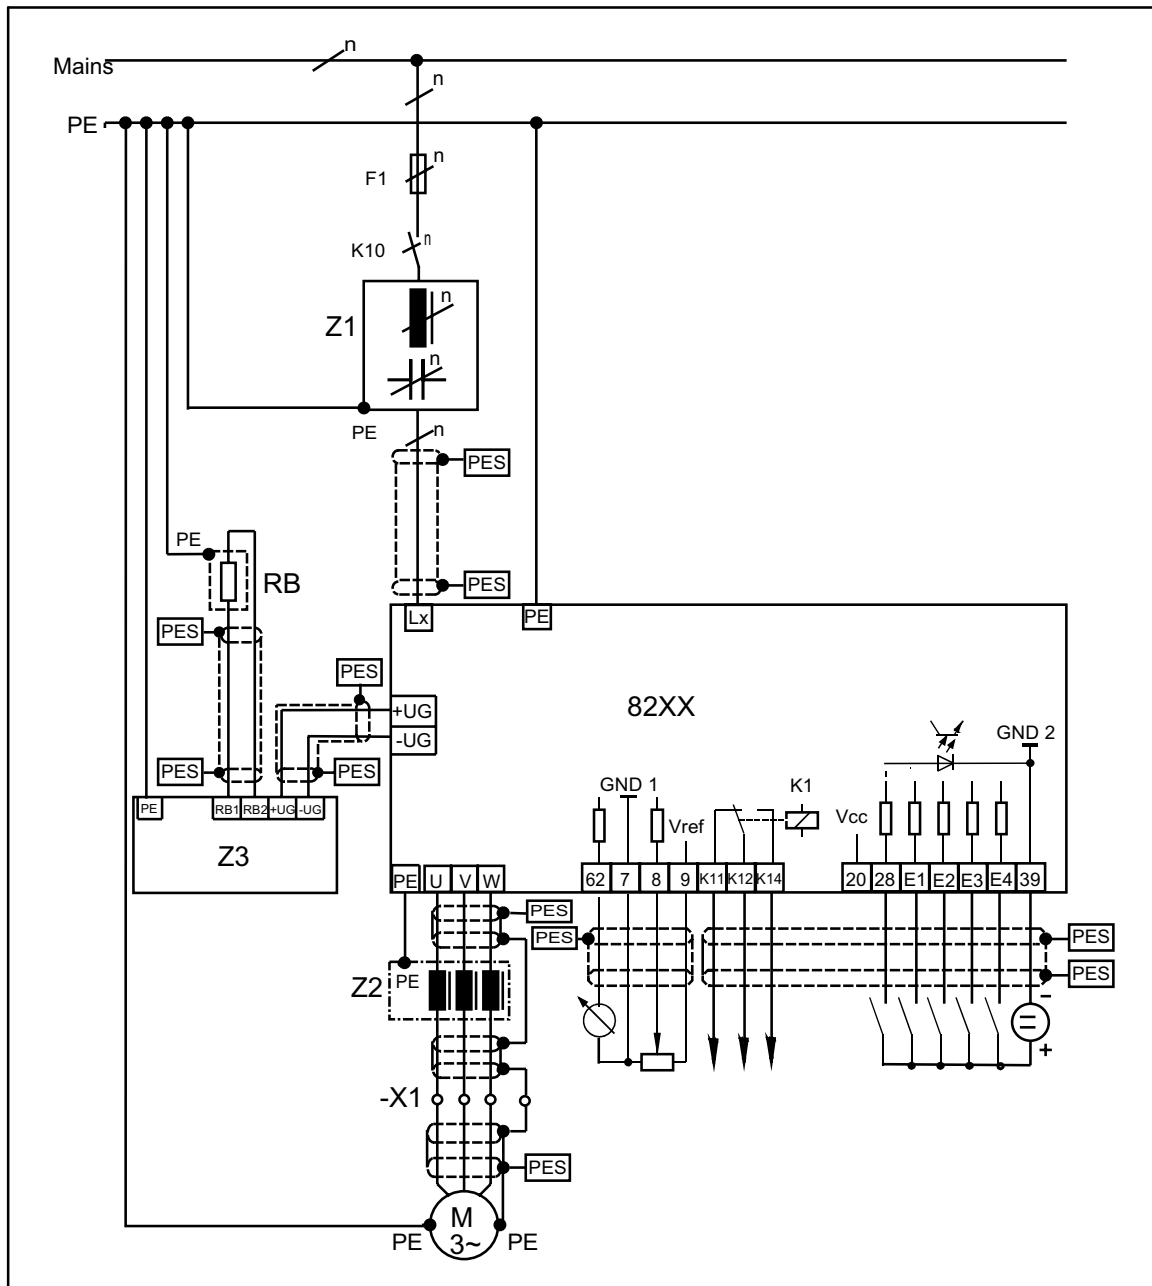 n
Mains
n
PE
n
F1
n
K10
n
Z1
n
PE
n
PES
PE
RB
PES
PES
Lx
PE
PES
+UG
82XX
-UG
GND 2
PES
PES
GND 1
K1
Vref
Vcc
PE
RB1
RB2
+UG
-UG
Z3
PE
U
V
W
62
7
8
9
K11
K12
K14
20
28
E1
E2
E3
E4
39
PES
PES
PES
PES
Z2
PE
-
+
-X1
PES
M
3~
PE
PE